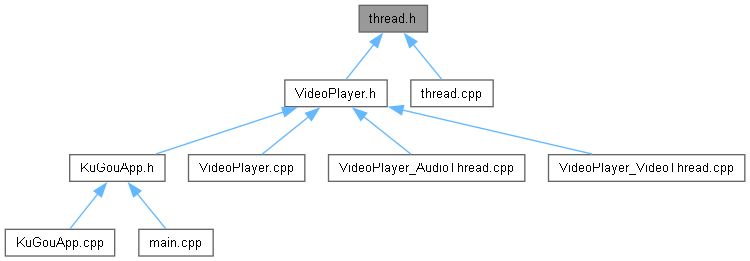 thread.h
VideoPlayer.h
thread.cpp
KuGouApp.h
VideoPlayer.cpp
VideoPlayer_AudioThread.cpp
VideoPlayer_VideoThread.cpp
KuGouApp.cpp
main.cpp